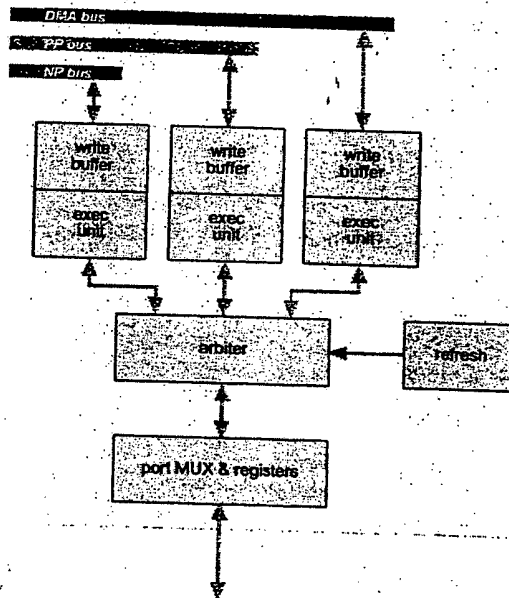 DMA bus
PP bus
NP bus
write
buffer
write
buffer
write
buffer
exec
unit
exec
unit
exec
unit
arbiter
refresh
port MUX & registers